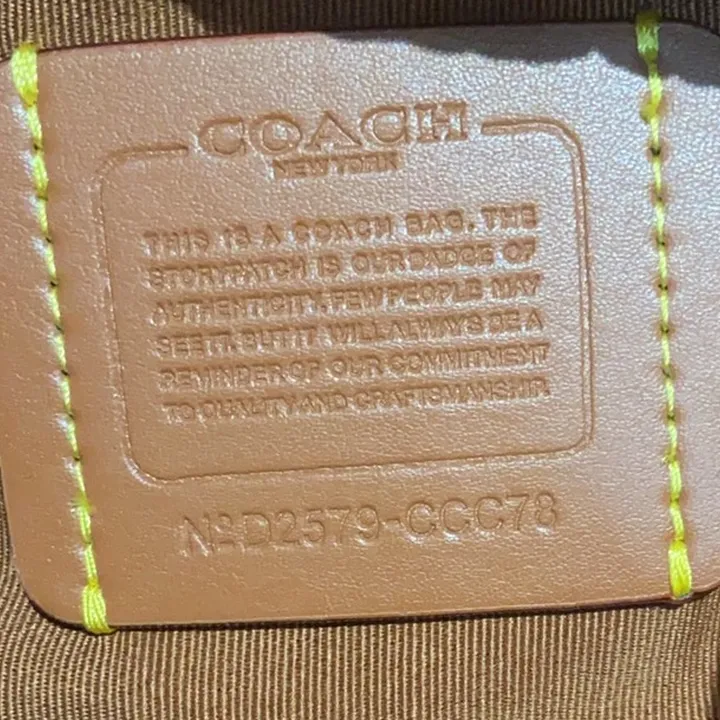 COACH
NEW YORK
THIS IS A COACH BAG. THE
STORYPATCH IS OUR BADGE OF
AUTHENTICITY. FEW PEOPLE MAY
SEE IT. BUT IT WILL ALWAYS BE A
REMINDER OF OUR COMMITMENT
TO QUALITY AND CRAFTSMANSHIP.
Nº D2579-CCC78